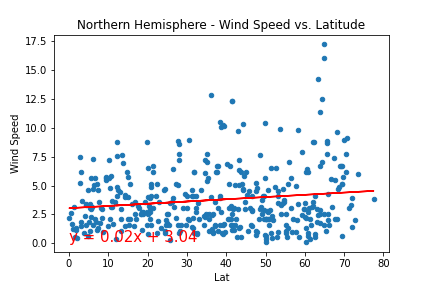 Northern Hemisphere - Wind Speed vs. Latitude
17.5
15.0
12.5
10.0
7.5
5.0
2.5
0.0
Wind Speed
y = 0.02x + 3.04
0 10 20 30 40 50 60 70 80
Lat